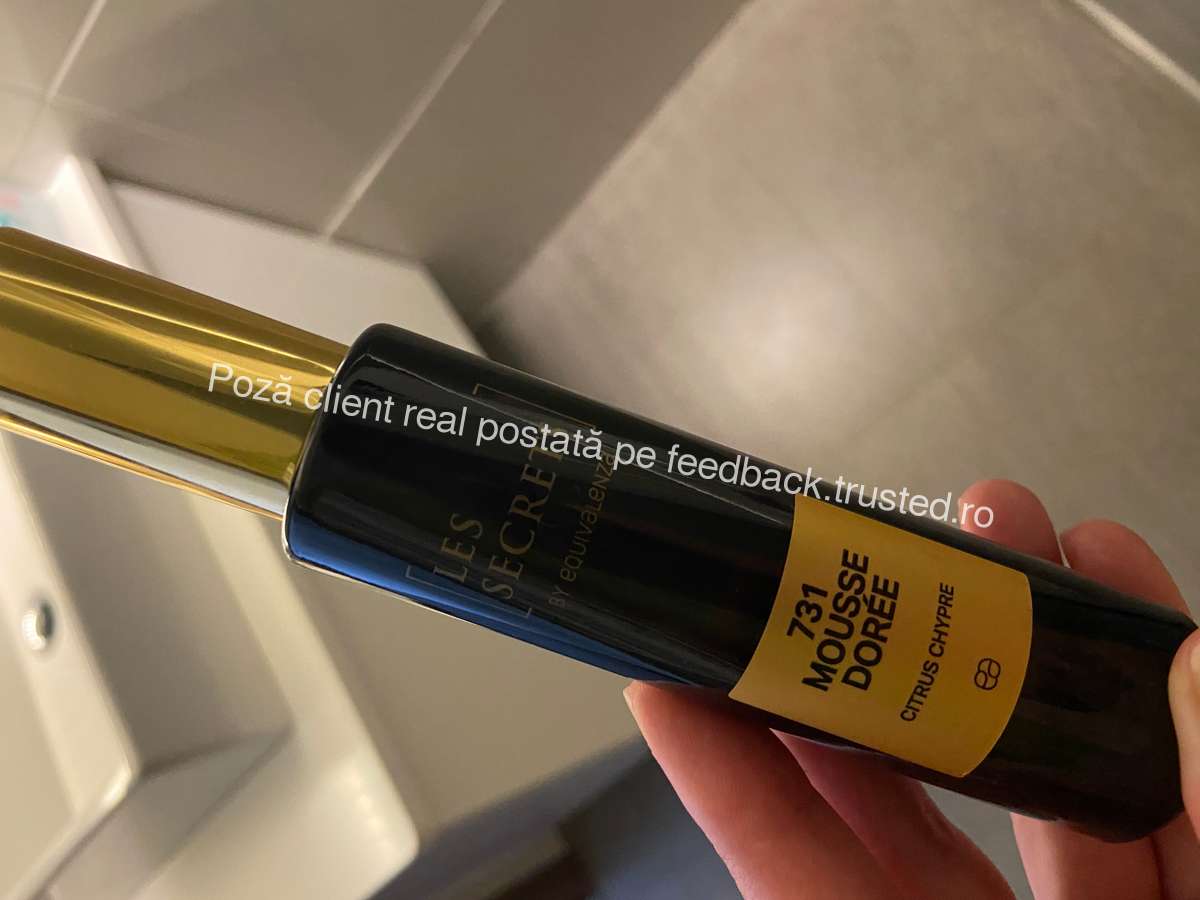 Poză client real postată pe feedback.trusted.ro
LES
SECRET
BY equivalenza
731
MOUSSE
DORÉE
CITRUS CHYPRE